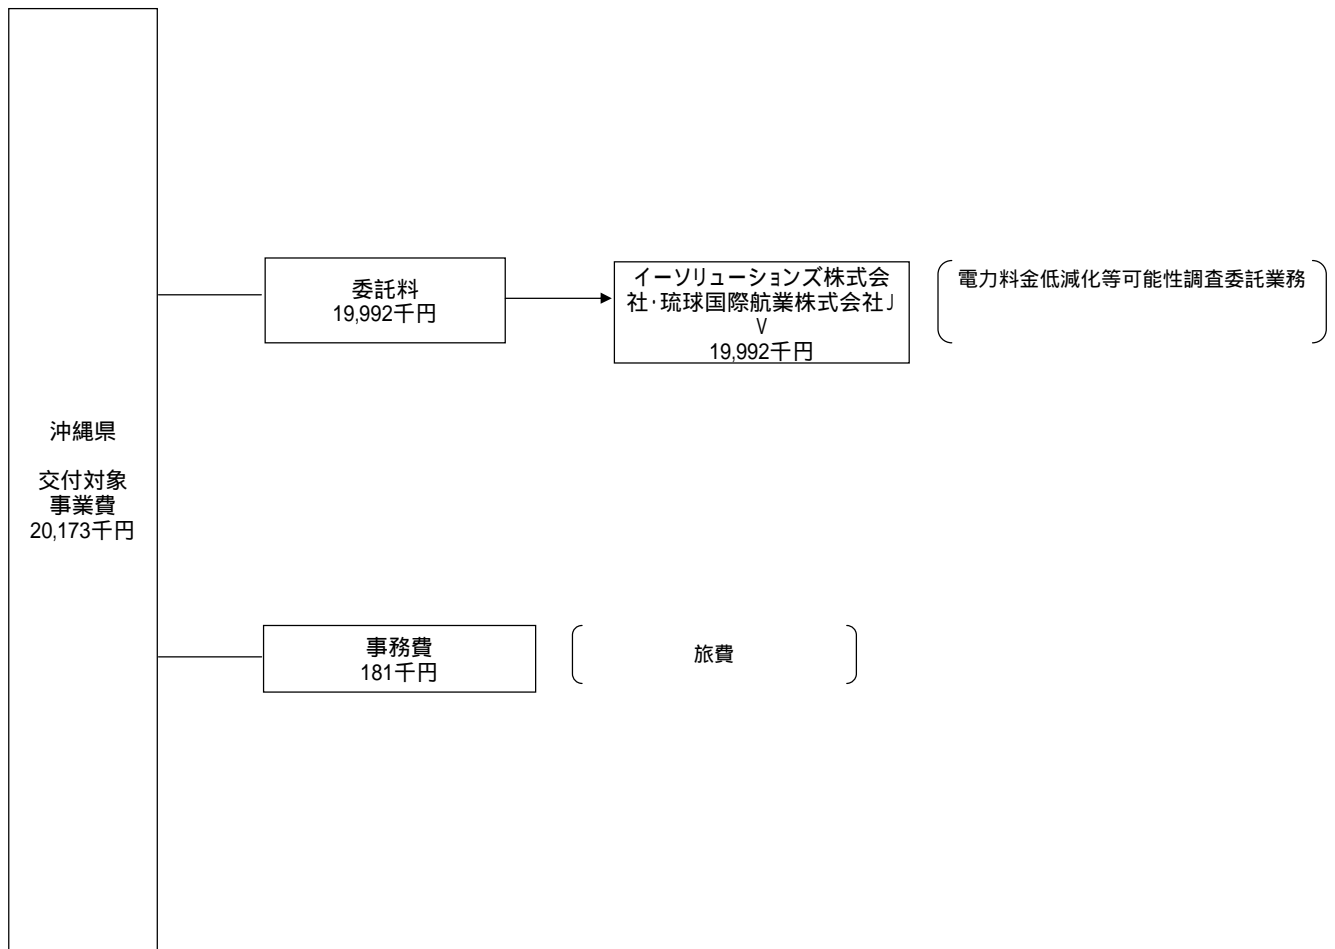 委託料
19,992千円
イーソリューションズ株式会
社・琉球国際航業株式会社J
V
19,992千円
電力料金低減化等可能性調査委託業務
沖縄県
交付対象
事業費
20,173千円
事務費
181千円
旅費